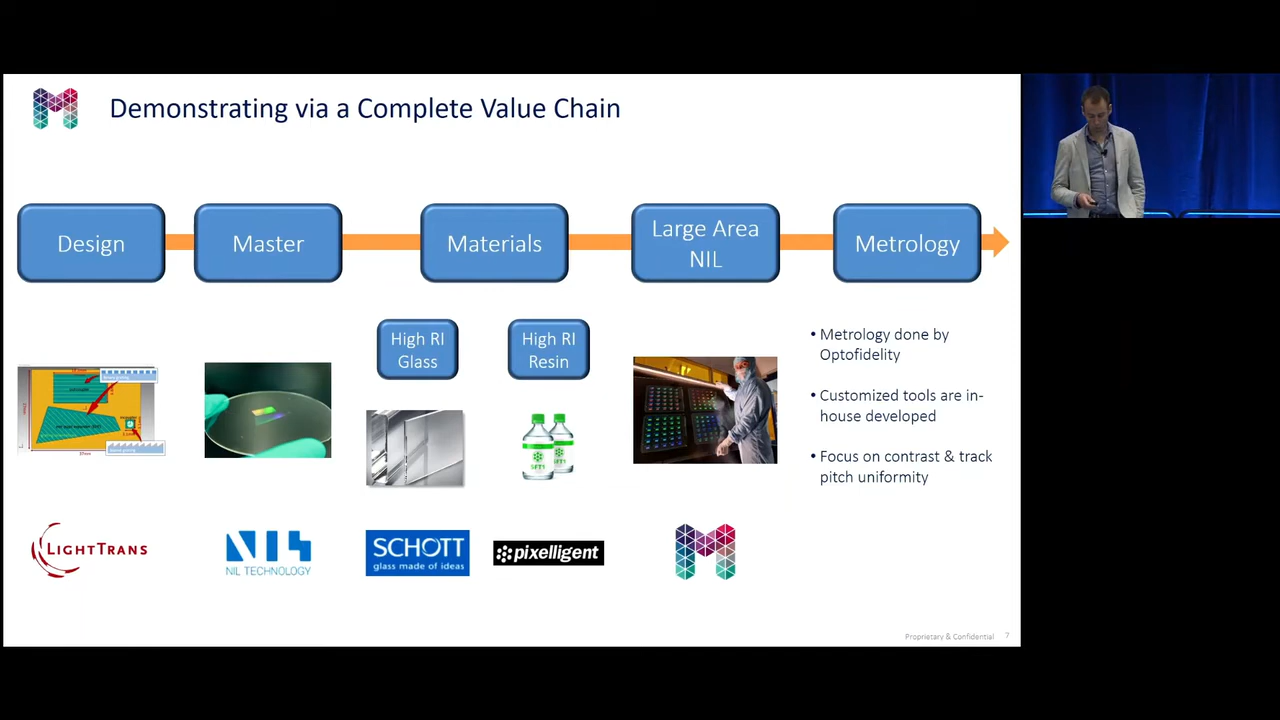 Demonstrating via a Complete Value Chain
Design
Master
Materials
Large Area
NIL
Metrology
High RI
Glass
High RI
Resin
• Metrology done by
Optofidelity
• Customized tools are in-
house developed
• Focus on contrast & track
pitch uniformity
LIGHTTRANS
NIL
NIL TECHNOLOGY
SCHOTT
glass made of ideas
pixelligent
Proprietary & Confidential 7